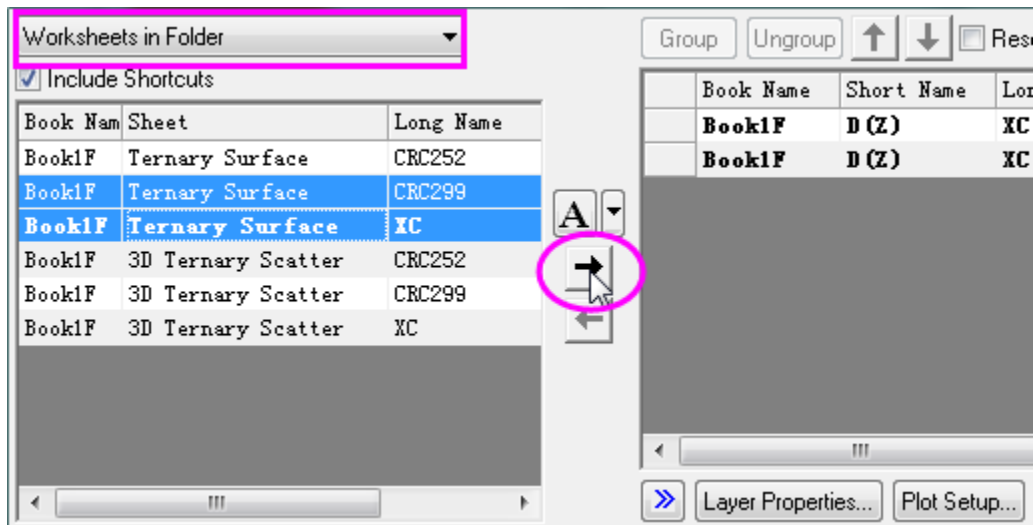 Worksheets in Folder
Include Shortcuts
Book Nam Sheet Long Name
Book1F Ternary Surface CRC252
Book1F Ternary Surface CRC299
Book1F Ternary Surface XC
Book1F 3D Ternary Scatter CRC252
Book1F 3D Ternary Scatter CRC299
Book1F 3D Ternary Scatter XC
A
Group Ungroup Rese
Book Name Short Name Lon
Book1F D(Z) XC
Book1F D(Z) XC
Layer Properties... Plot Setup...